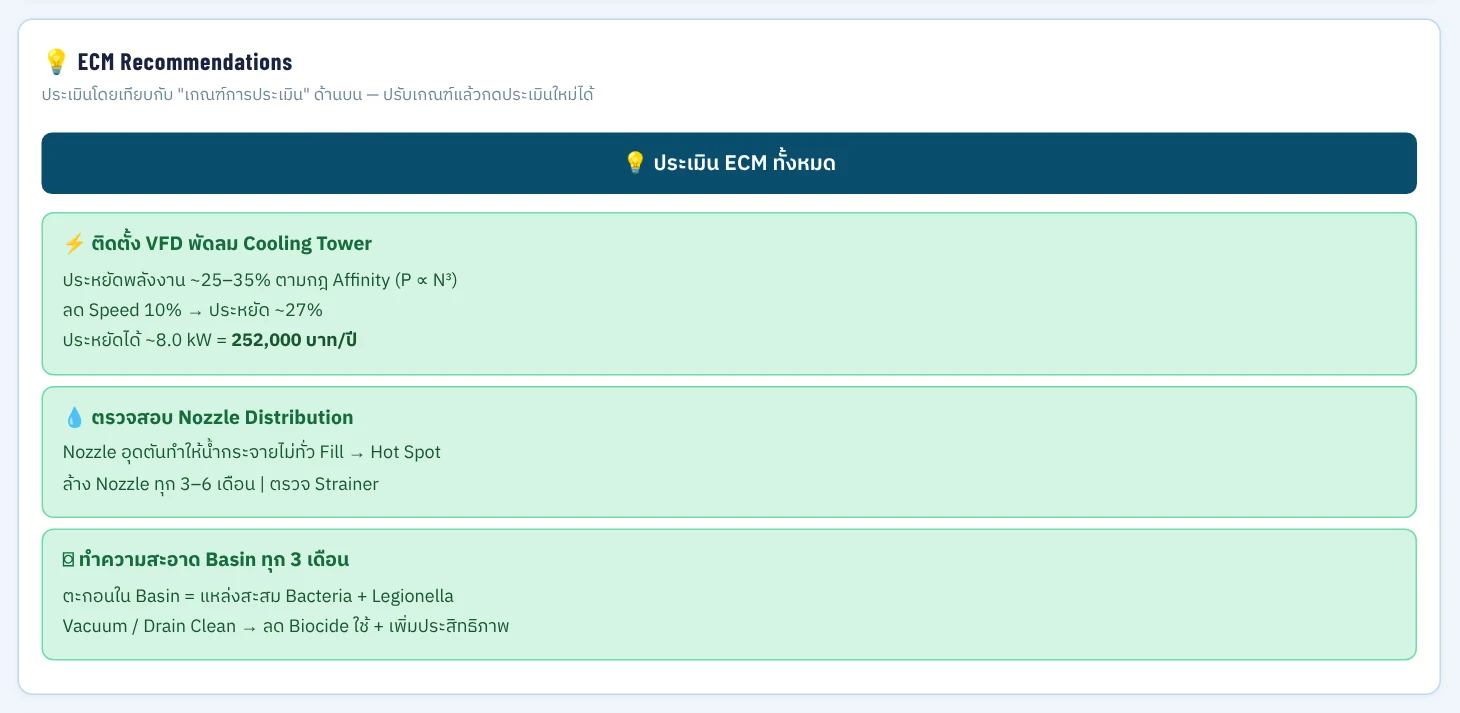 💡 ECM Recommendations
ประเมินโดยเทียบกับ "เกณฑ์การประเมิน" ด้านบน — ปรับเกณฑ์แล้วกดประเมินใหม่ได้
💡 ประเมิน ECM ทั้งหมด
⚡ ติดตั้ง VFD พัดลม Cooling Tower
ประหยัดพลังงาน ~25–35% ตามกฎ Affinity (P ∝ N³)
ลด Speed 10% → ประหยัด ~27%
ประหยัดได้ ~8.0 kW = 252,000 บาท/ปี
💧 ตรวจสอบ Nozzle Distribution
Nozzle อุดตันทำให้น้ำกระจายไม่ทั่ว Fill → Hot Spot
ล้าง Nozzle ทุก 3–6 เดือน | ตรวจ Strainer
ทำความสะอาด Basin ทุก 3 เดือน
ตะกอนใน Basin = แหล่งสะสม Bacteria + Legionella
Vacuum / Drain Clean → ลด Biocide ใช้ + เพิ่มประสิทธิภาพ